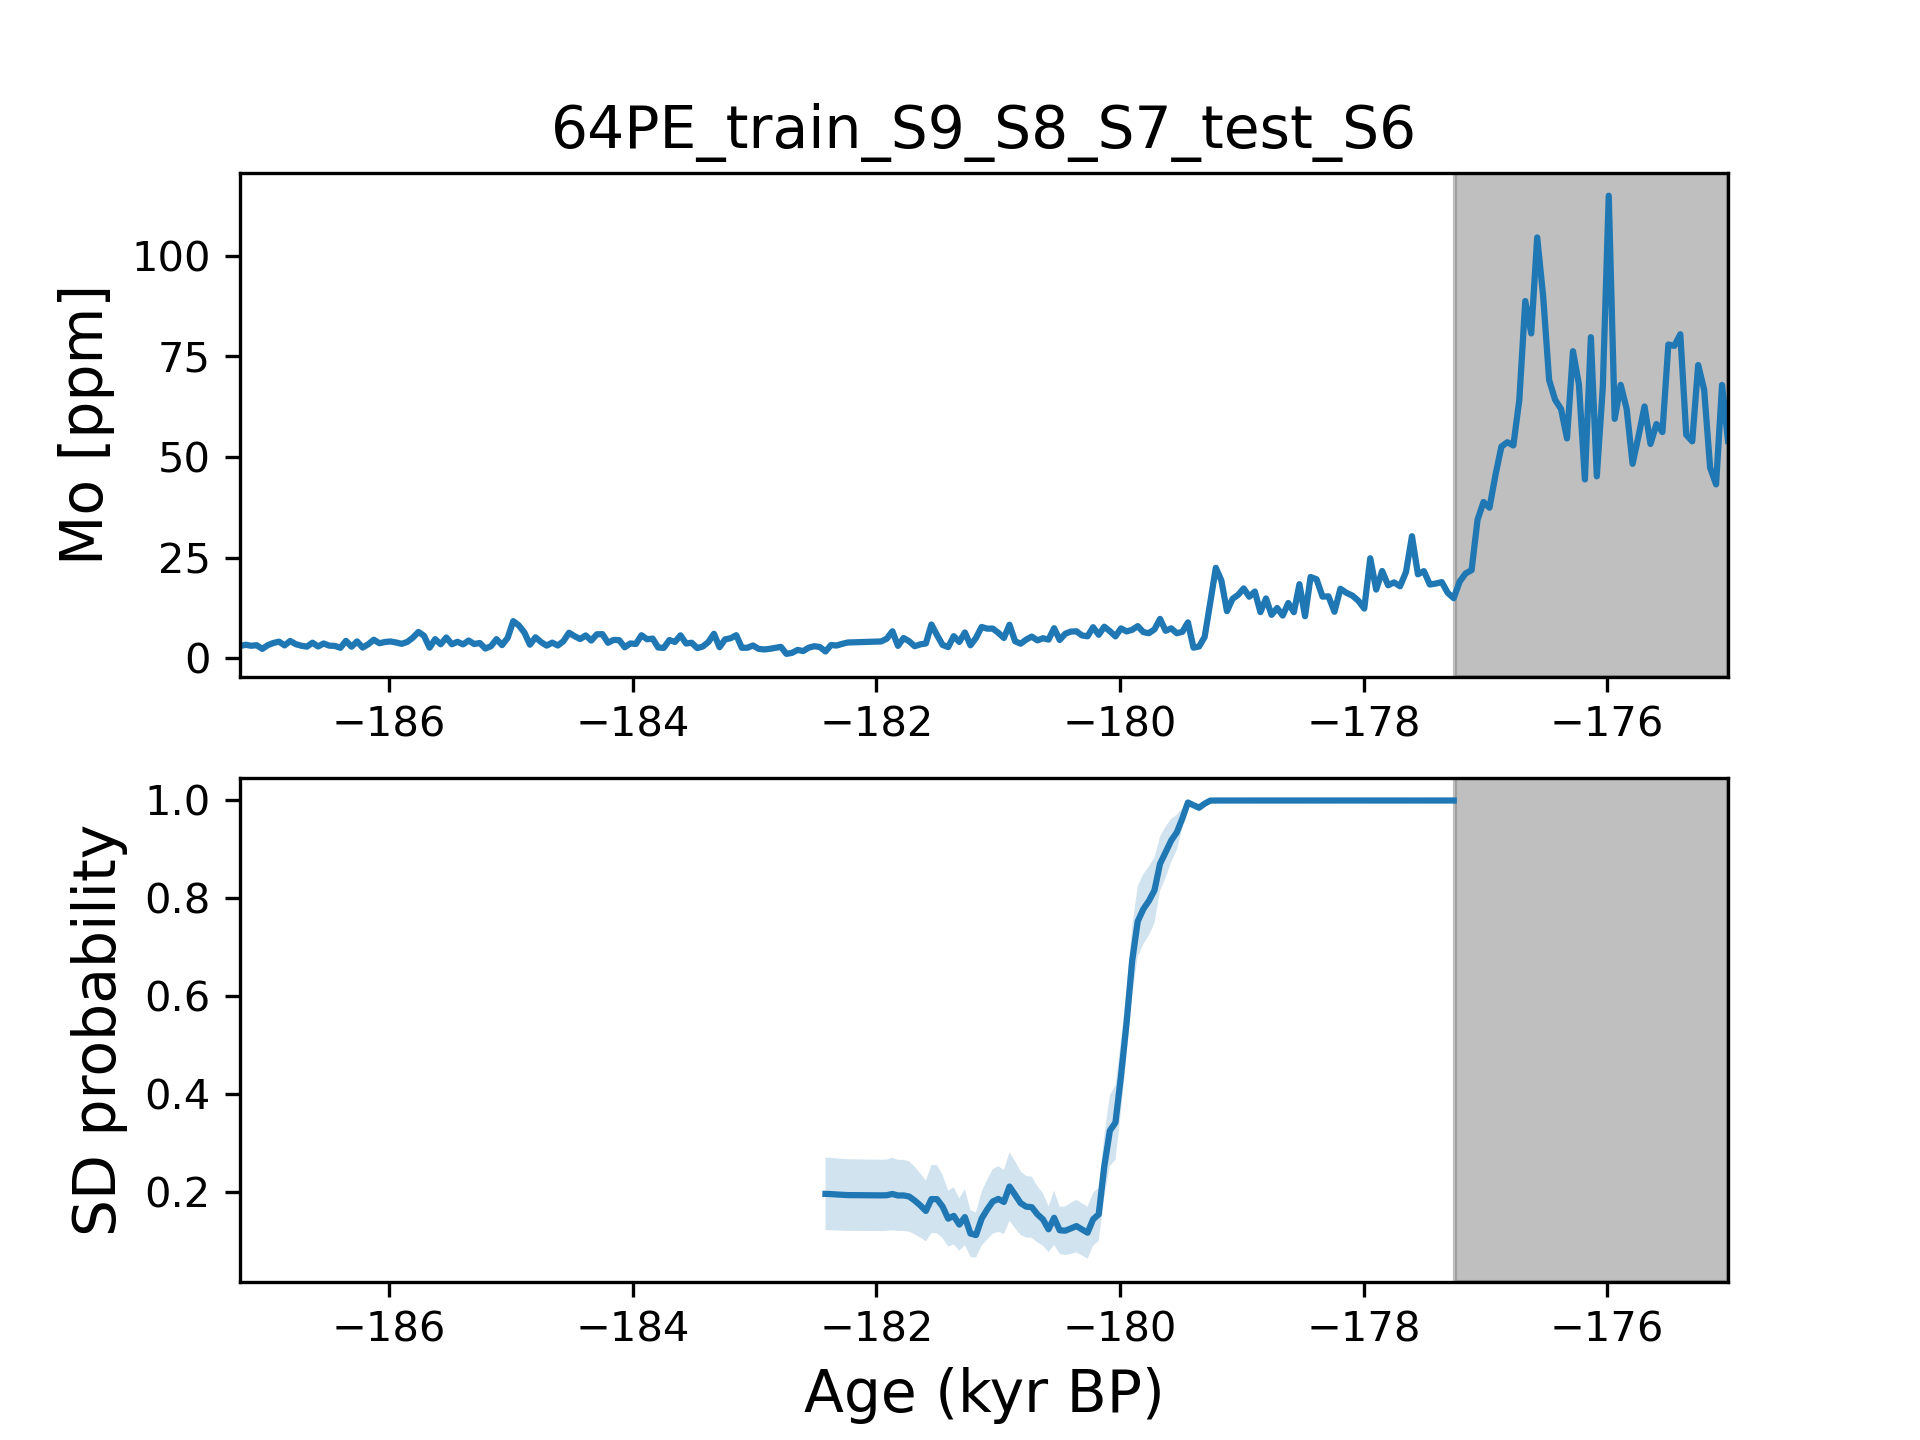 64PE_train_S9_S8_S7_test_S6
Mo [ppm]
100
75
50
25
0
−186 −184 −182 −180 −178 −176
SD probability
1.0
0.8
0.6
0.4
0.2
−186 −184 −182 −180 −178 −176
Age (kyr BP)